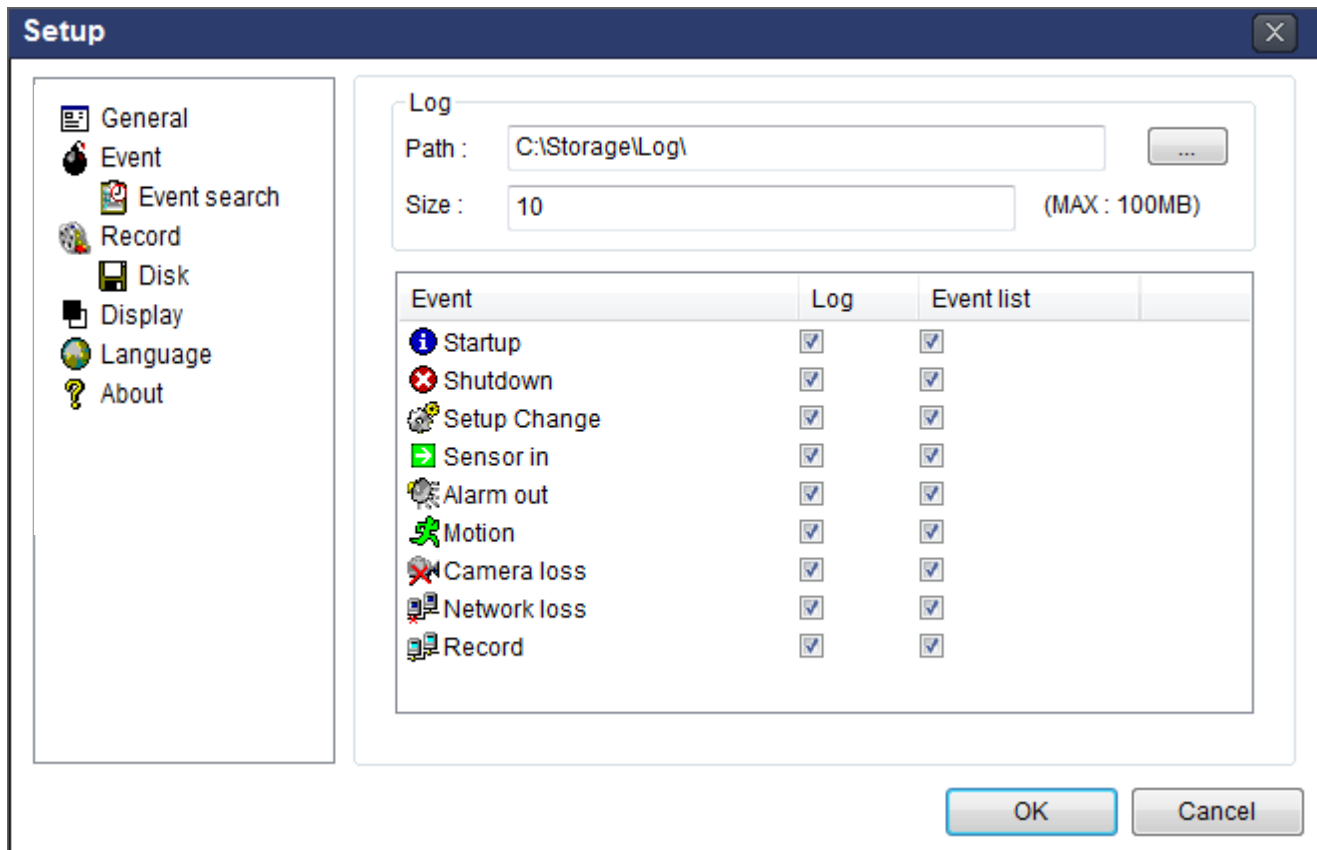 Setup
General
Event
Event search
Record
Disk
Display
Language
About
Log
Path : C:\Storage\Log\ ...
Size : 10 (MAX : 100MB)
Event Log Event list
Startup
Shutdown
Setup Change
Sensor in
Alarm out
Motion
Camera loss
Network loss
Record
OK Cancel